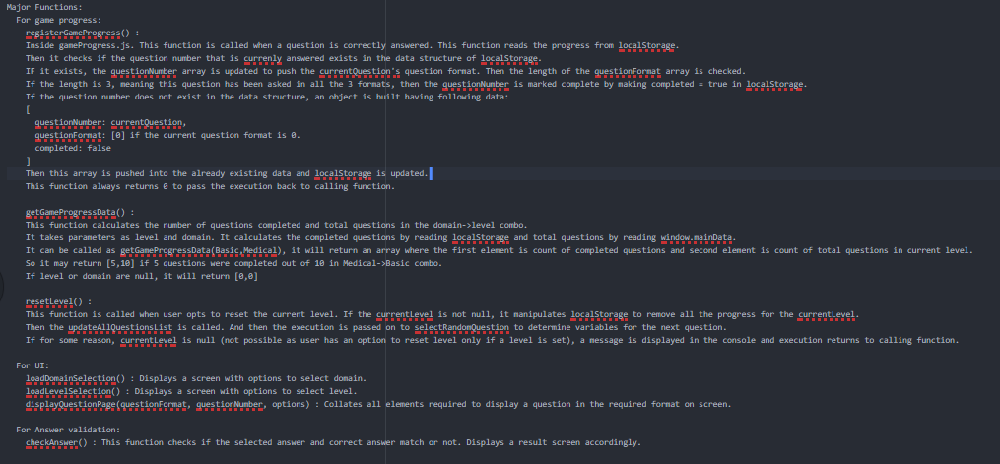 Major Functions:
For game progress:
registerGameProgress() :
Inside gameProgress.js. This function is called when a question is correctly answered. This function reads the progress from localStorage.
Then it checks if the question number that is currenly answered exists in the data structure of localStorage.
IF it exists, the questionNumber array is updated to push the currentQuestion's question format. Then the length of the questionFormat array is checked.
If the length is 3, meaning this question has been asked in all the 3 formats, then the questionNumber is marked complete by making completed = true in localStorage.
If the question number does not exist in the data structure, an object is built having following data:
[
questionNumber: currentQuestion,
questionFormat: [0] if the current question format is 0.
completed: false
]
Then this array is pushed into the already existing data and localStorage is updated.
This function always returns 0 to pass the execution back to calling function.
getGameProgressData() :
This function calculates the number of questions completed and total questions in the domain->level combo.
It takes parameters as level and domain. It calculates the completed questions by reading localStorage and total questions by reading window.mainData.
It can be called as getGameProgressData(Basic,Medical), it will return an array where the first element is count of completed questions and second element is count of total questions in current level.
So it may return [5,10] if 5 questions were completed out of 10 in Medical->Basic combo.
If level or domain are null, it will return [0,0]
resetLevel() :
This function is called when user opts to reset the current level. If the currentLevel is not null, it manipulates localStorage to remove all the progress for the currentLevel.
Then the updateAllQuestionsList is called. And then the execution is passed on to selectRandomQuestion to determine variables for the next question.
If for some reason, currentLevel is null (not possible as user has an option to reset level only if a level is set), a message is displayed in the console and execution returns to calling function.
For UI:
loadDomainSelection() : Displays a screen with options to select domain.
loadLevelSelection() : Displays a screen with options to select level.
displayQuestionPage(questionFormat, questionNumber, options) : Collates all elements required to display a question in the required format on screen.
For Answer validation:
checkAnswer() : This function checks if the selected answer and correct answer match or not. Displays a result screen accordingly.